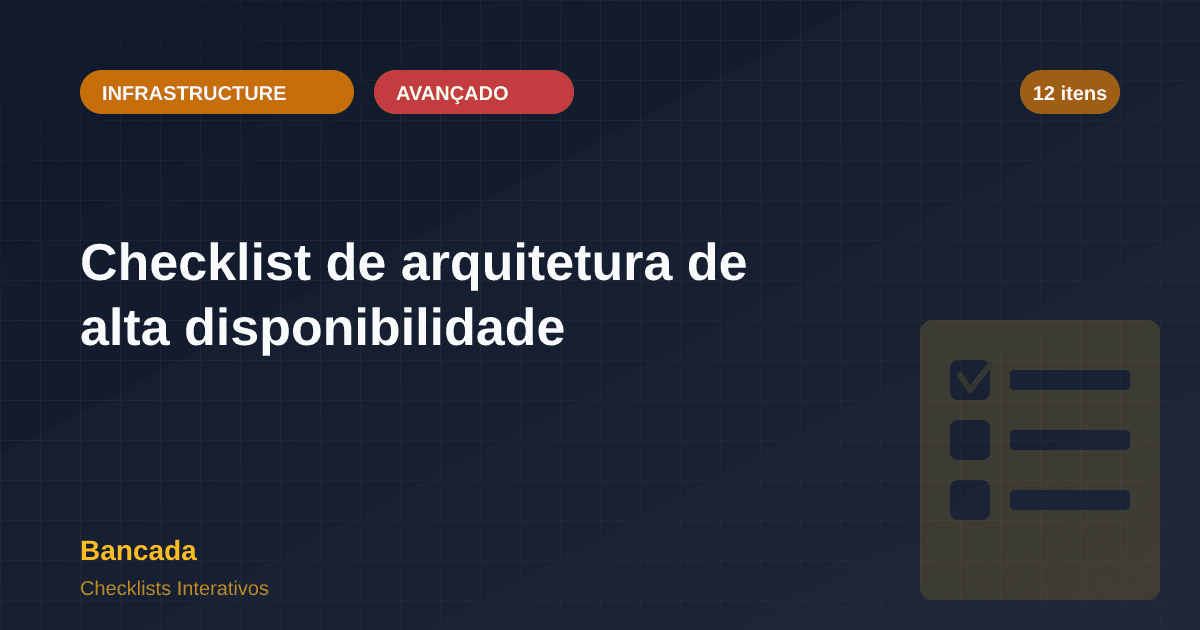 INFRASTRUCTURE
AVANÇADO
12 itens
Checklist de arquitetura de
alta disponibilidade
Bancada
Checklists Interativos